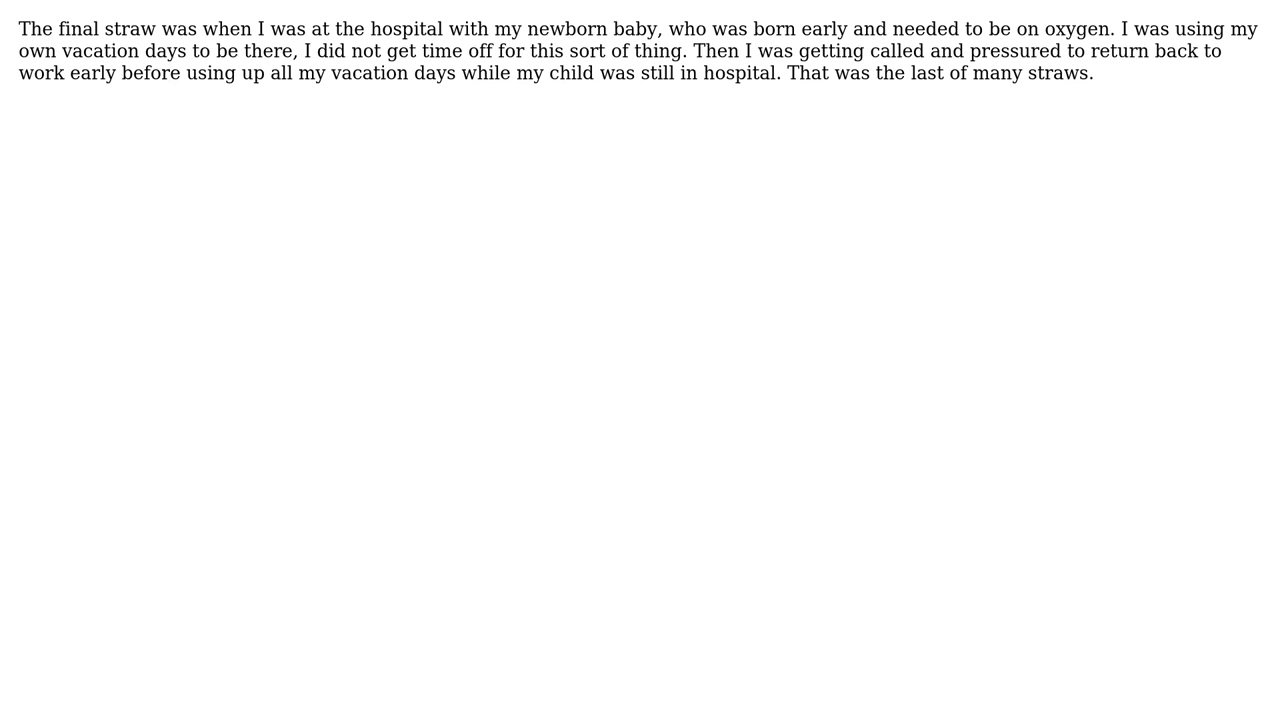 The final straw was when I was at the hospital with my newborn baby, who was born early and needed to be on oxygen. I was using my
own vacation days to be there, I did not get time off for this sort of thing. Then I was getting called and pressured to return back to
work early before using up all my vacation days while my child was still in hospital. That was the last of many straws.